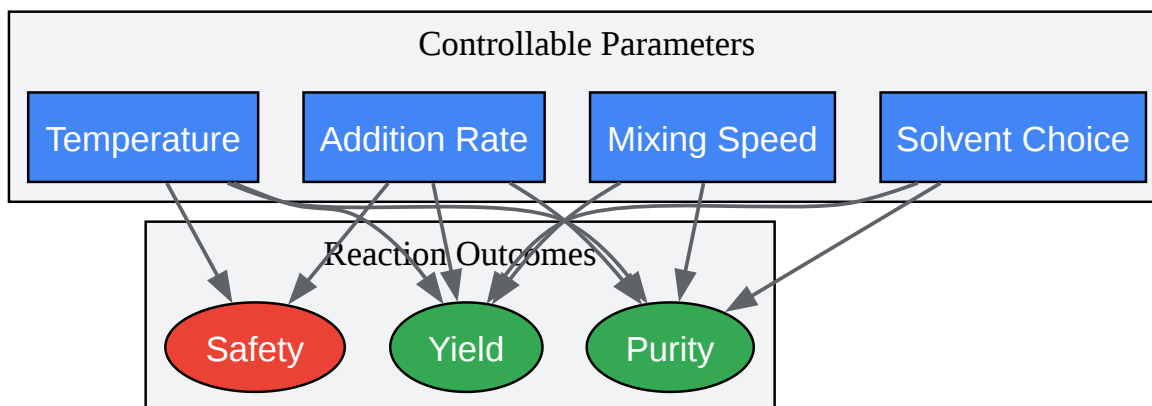 Controllable Parameters
Temperature
Addition Rate
Mixing Speed
Solvent Choice
Reaction Outcomes
Safety
Yield
Purity